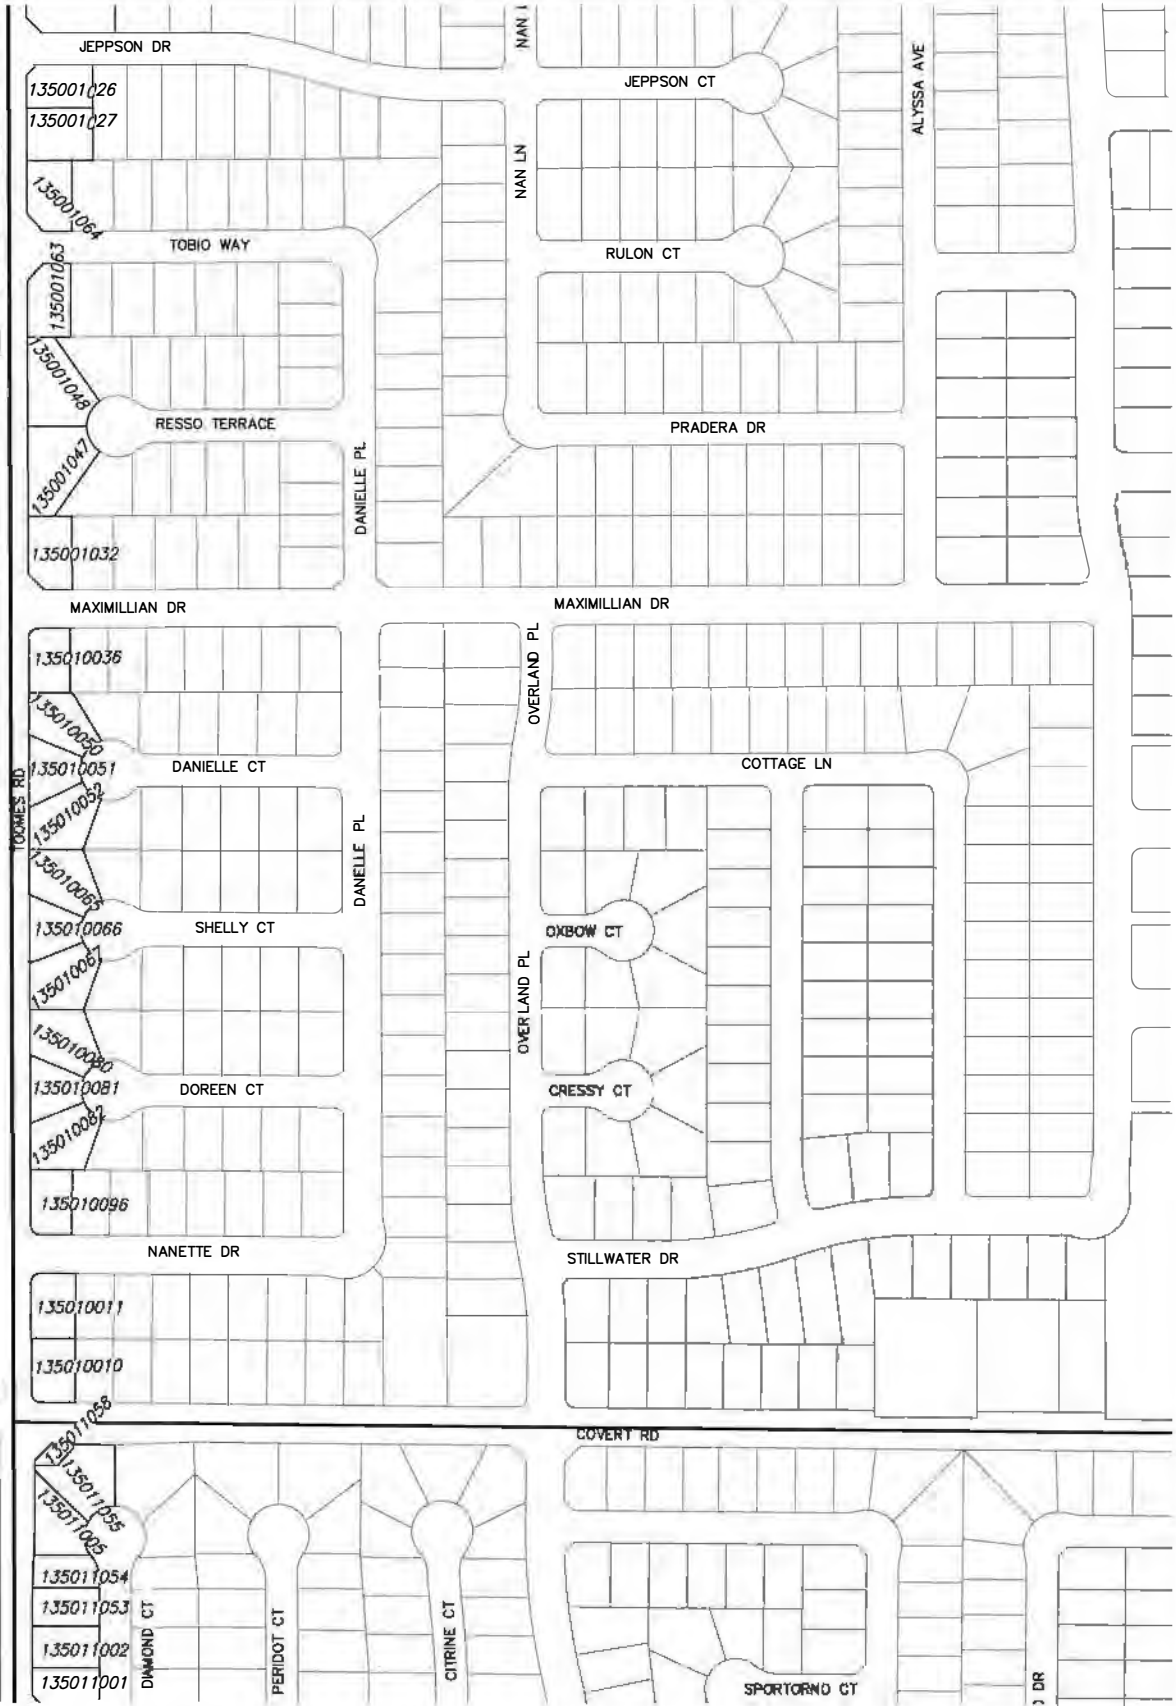 JEPPSON DR
NAN
JEPPSON CT
ALYSSA AVE
135001026
135001027
NAN LN
135001064
TOBIO WAY
RULON CT
135001063
135001048
RESSO TERRACE
PRADERA DR
135001047
DANIELLE PL
135001032
MAXIMILLIAN DR
MAXIMILLIAN DR
135010036
OVERLAND PL
135010050
135010051
DANIELLE CT
COTTAGE LN
TOOMES RD
135010052
DANIELLE PL
135010065
135010066
SHELLY CT
OXBOW CT
135010067
OVERLAND PL
135010080
135010081
DOREEN CT
CRESSY CT
135010082
135010096
NANETTE DR
STILLWATER DR
135010011
135010010
135011058
COVERT RD
135011055
135011005
135011054
135011053
135011002
135011001
DIAMOND CT
PERIDOT CT
CITRINE CT
SPORTORNO CT
DR